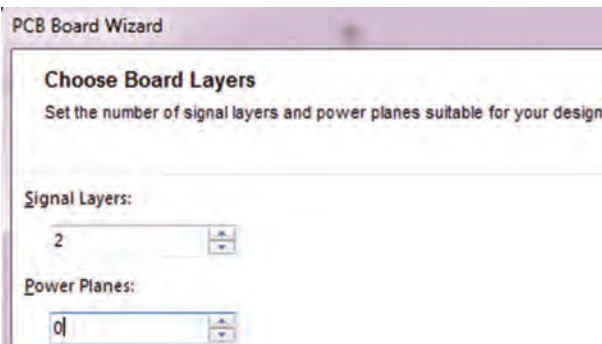 PCB Board Wizard
Choose Board Layers
Set the number of signal layers and power planes suitable for your design
Signal Layers:
2
Power Planes:
0